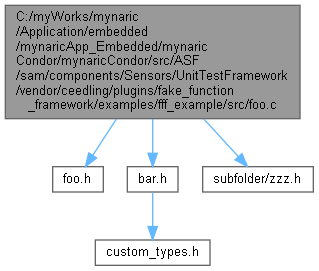 C:/myWorks/mynaric
/Application/embedded
/mynaricApp_Embedded/mynaric
Condor/mynaricCondor/src/ASF
/sam/components/Sensors/UnitTestFramework
/vendor/ceedling/plugins/fake_function
_framework/examples/fff_example/src/foo.c
foo.h
bar.h
subfolder/zzz.h
custom_types.h